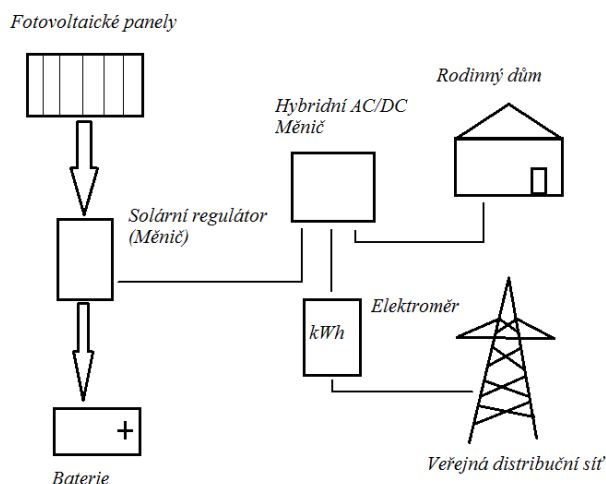 Fotovoltaické panely
Hybridní AC/DC
Měnič
Rodinný dům
Solární regulátor
(Měnič)
Elektroměr
kWh
+
Baterie
Veřejná distribuční síť